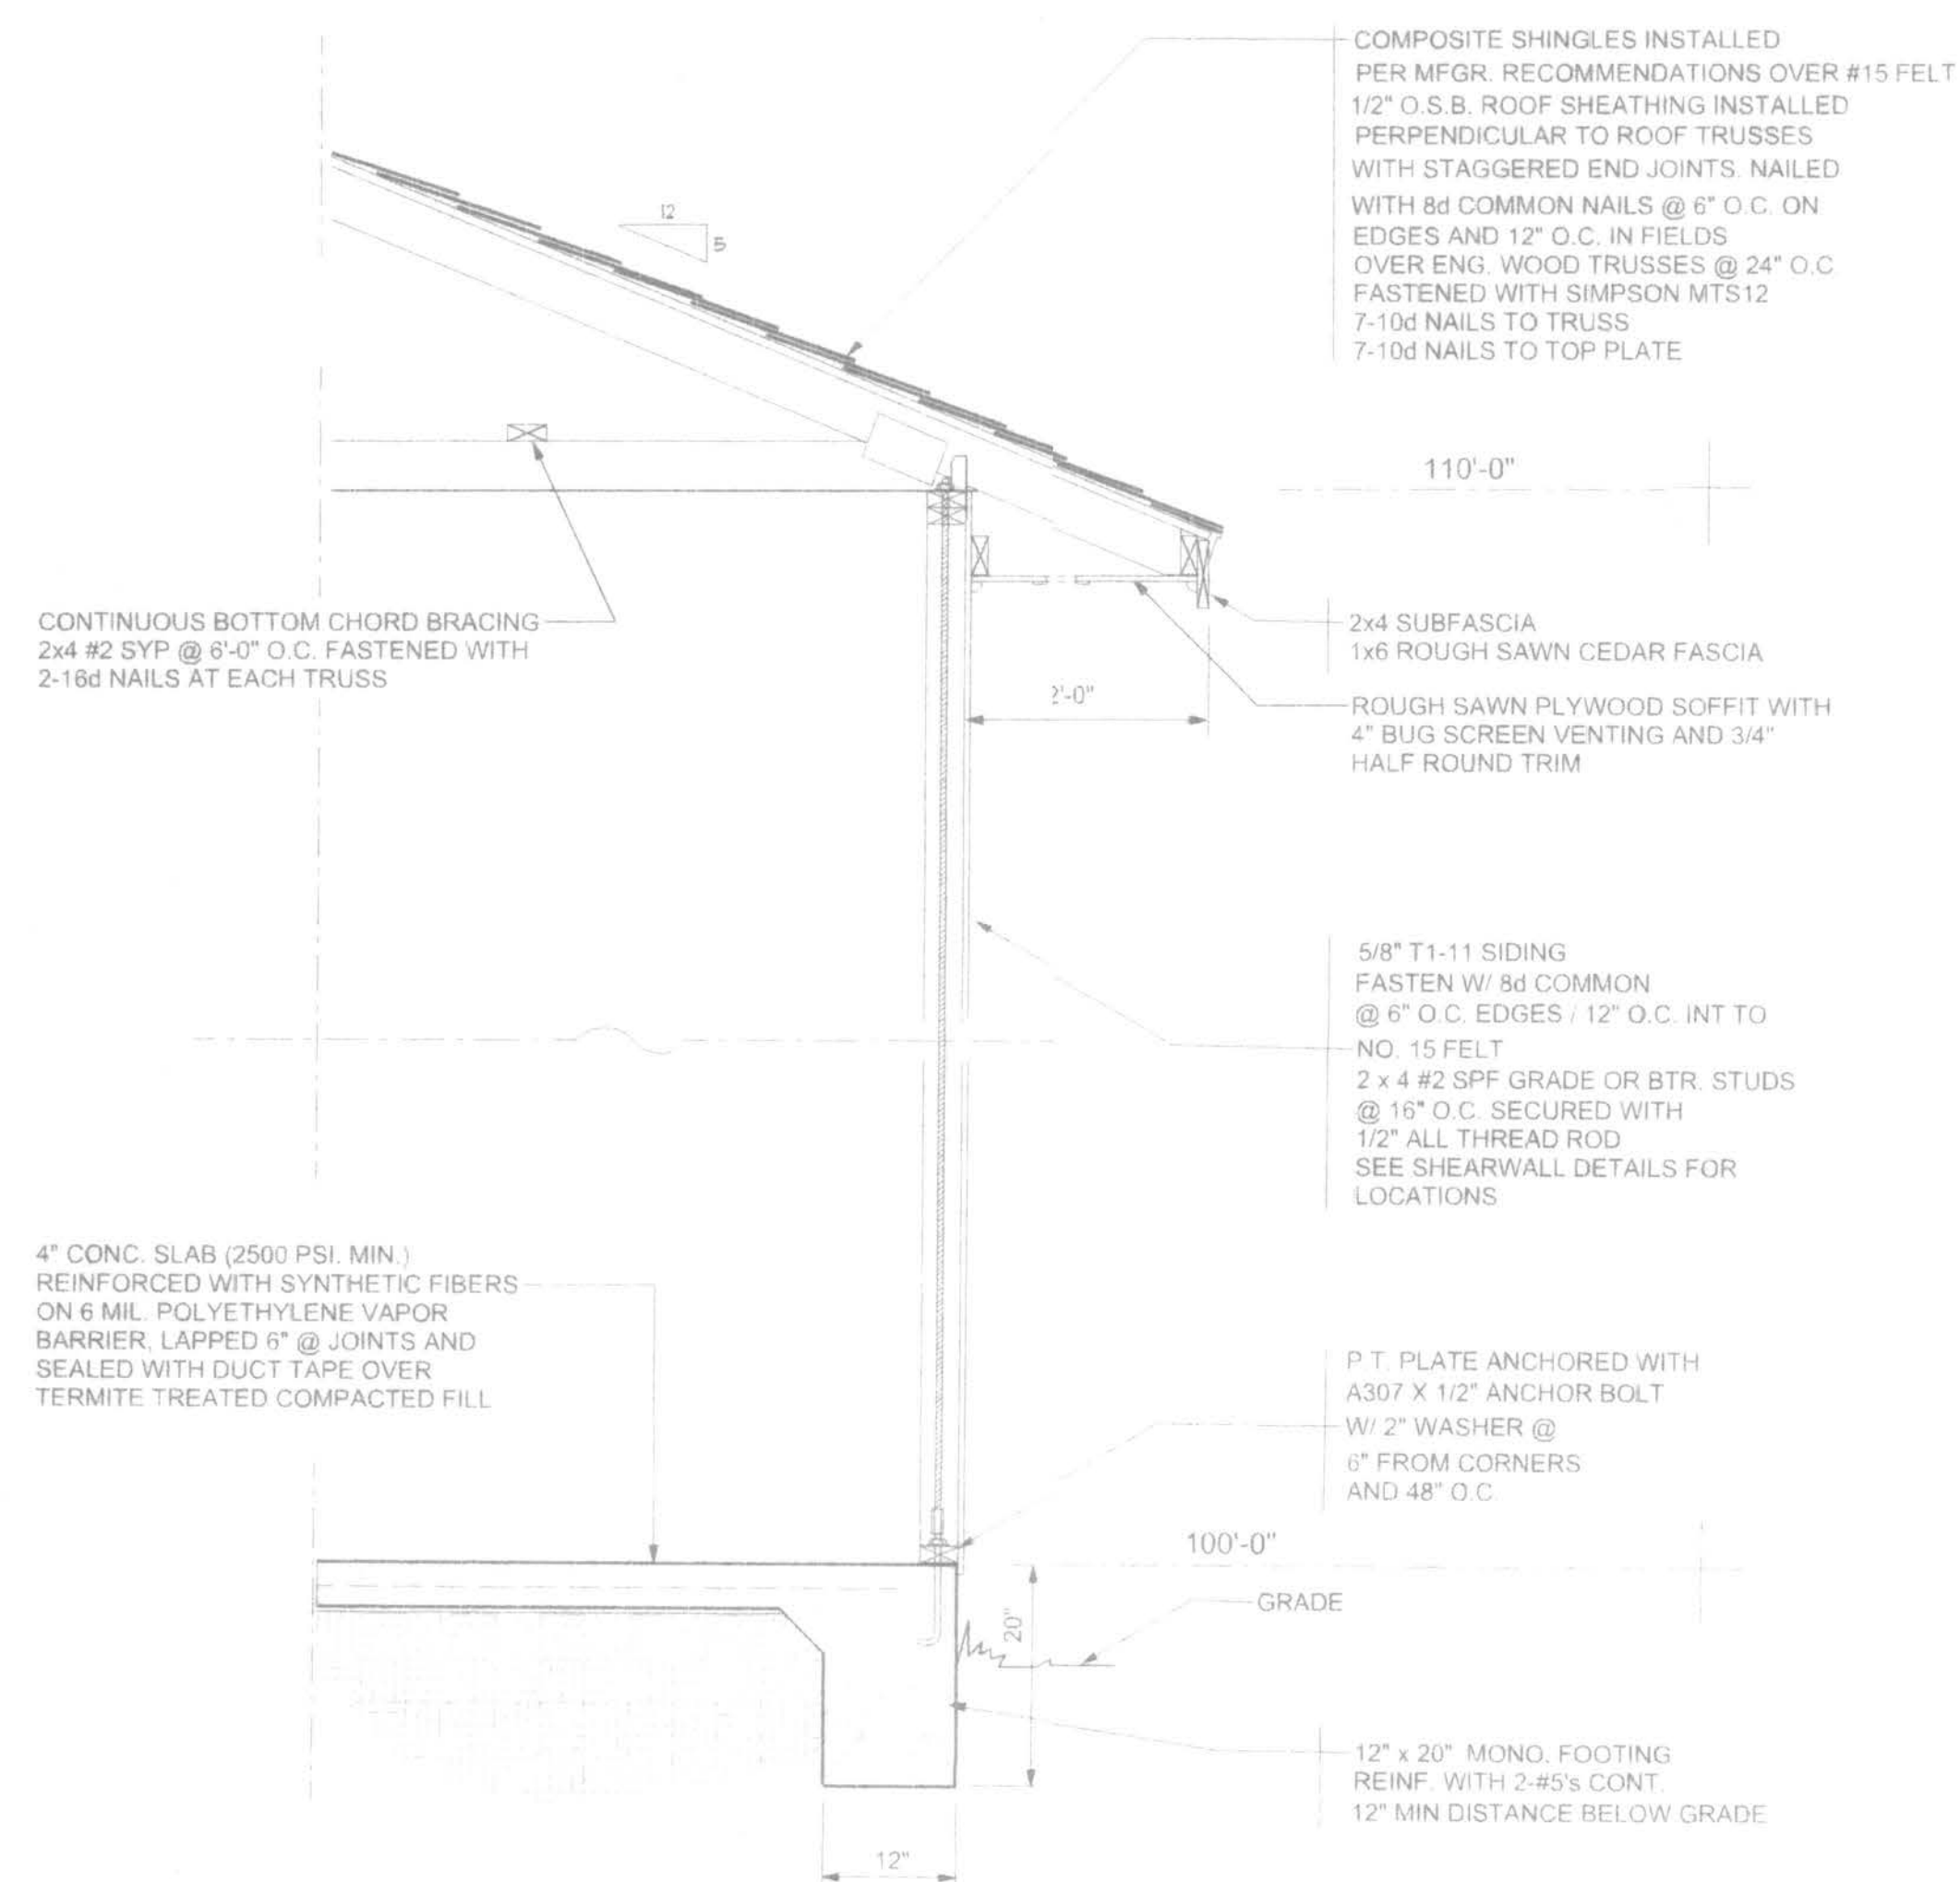 COMPOSITE SHINGLES INSTALLED
PER MFGR. RECOMMENDATIONS OVER #15 FELT
1/2" O.S.B. ROOF SHEATHING INSTALLED
PERPENDICULAR TO ROOF TRUSSES
WITH STAGGERED END JOINTS. NAILED
WITH 8d COMMON NAILS @ 6" O.C. ON
EDGES AND 12" O.C. IN FIELDS
OVER ENG. WOOD TRUSSES @ 24" O.C
FASTENED WITH SIMPSON MTS12
7-10d NAILS TO TRUSS
7-10d NAILS TO TOP PLATE
12
5
110'-0"
CONTINUOUS BOTTOM CHORD BRACING
2x4 #2 SYP @ 6'-0" O.C. FASTENED WITH
2-16d NAILS AT EACH TRUSS
2x4 SUBFASCIA
1x6 ROUGH SAWN CEDAR FASCIA
2'-0"
ROUGH SAWN PLYWOOD SOFFIT WITH
4" BUG SCREEN VENTING AND 3/4"
HALF ROUND TRIM
5/8" T1-11 SIDING
FASTEN W/ 8d COMMON
@ 6" O.C. EDGES / 12" O.C. INT TO
NO. 15 FELT
2 x 4 #2 SPF GRADE OR BTR. STUDS
@ 16" O.C. SECURED WITH
1/2" ALL THREAD ROD
SEE SHEARWALL DETAILS FOR
LOCATIONS
4" CONC. SLAB (2500 PSI. MIN.)
REINFORCED WITH SYNTHETIC FIBERS
ON 6 MIL. POLYETHYLENE VAPOR
BARRIER, LAPPED 6" @ JOINTS AND
SEALED WITH DUCT TAPE OVER
TERMITE TREATED COMPACTED FILL
P.T. PLATE ANCHORED WITH
A307 X 1/2" ANCHOR BOLT
W/ 2" WASHER @
6" FROM CORNERS
AND 48" O.C.
100'-0"
GRADE
20"
12" x 20" MONO. FOOTING
REINF. WITH 2-#5's CONT.
12" MIN DISTANCE BELOW GRADE
12"